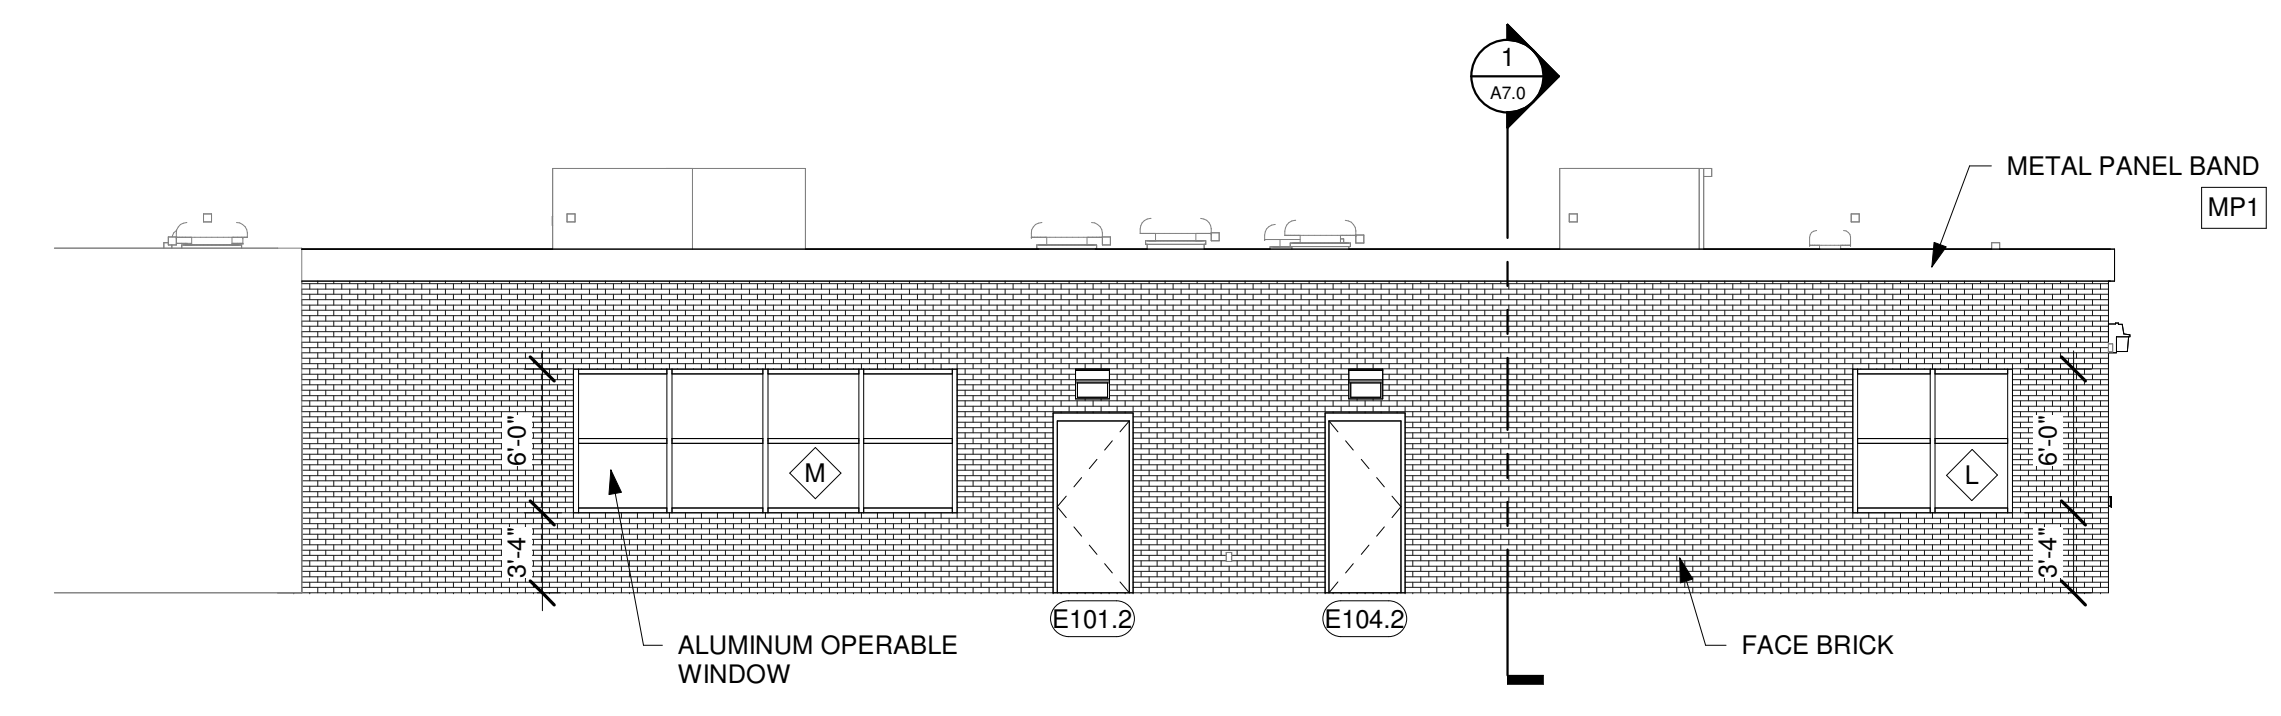 1
A7.0
METAL PANEL BAND
MP1
6'-0"
3'-4"
M
L
6'-0"
3'-4"
E101.2
E104.2
ALUMINUM OPERABLE
WINDOW
FACE BRICK